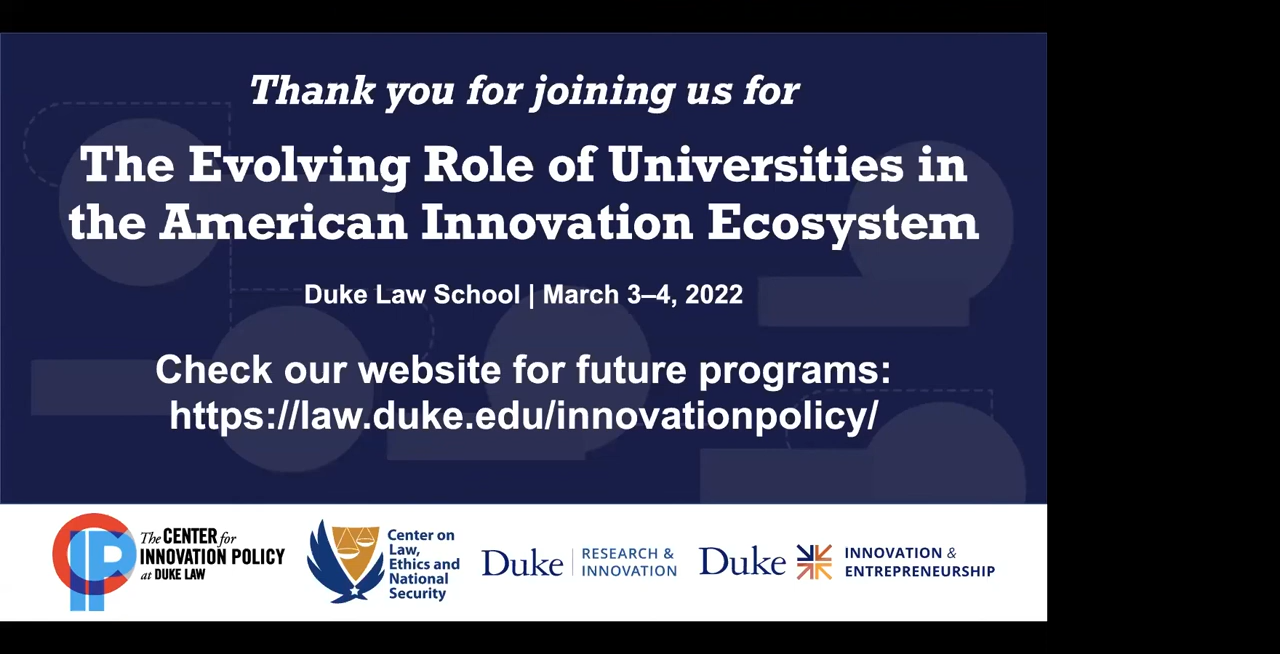 Thank you for joining us for
The Evolving Role of Universities in
the American Innovation Ecosystem
Duke Law School | March 3–4, 2022
Check our website for future programs:
https://law.duke.edu/innovationpolicy/
CIP
The CENTER for
INNOVATION POLICY
at DUKE LAW
Center on
Law,
Ethics and
National
Security
Duke
RESEARCH &
INNOVATION
Duke
INNOVATION &
ENTREPRENEURSHIP